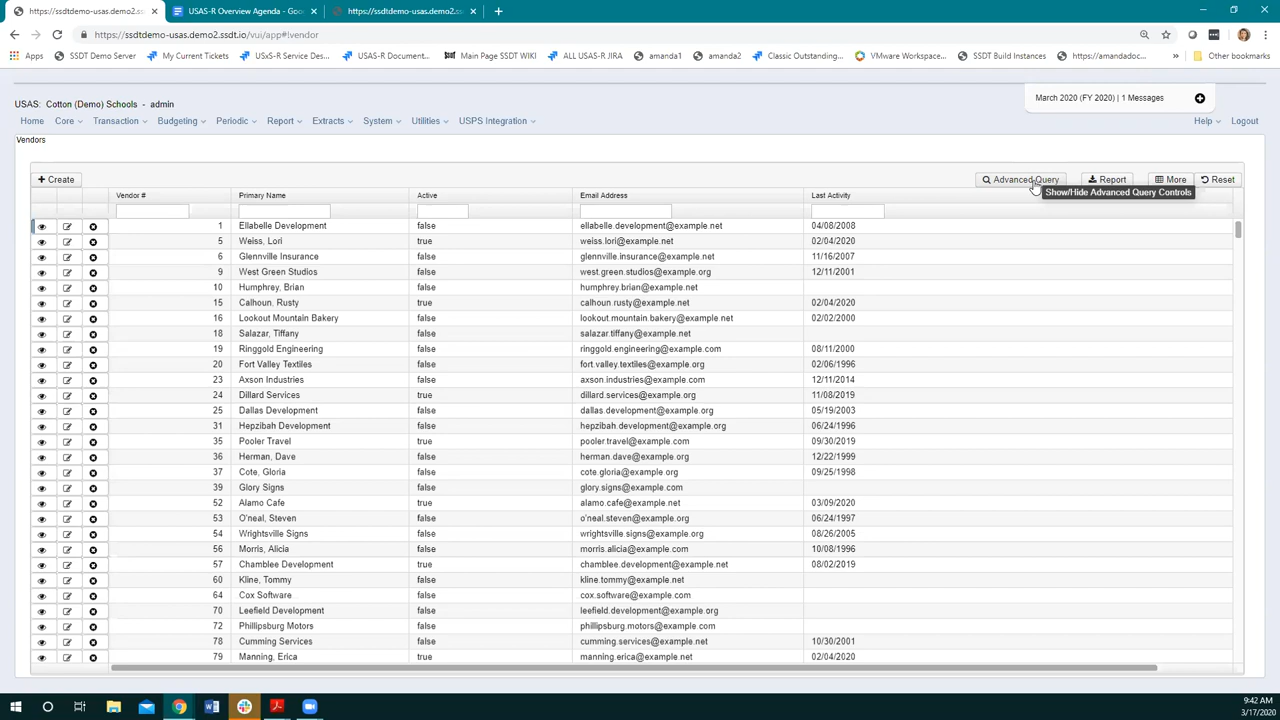 https://ssdtdemo-usas.demo2.ssdt.io
USAS-R Overview Agenda - Goo
https://ssdtdemo-usas.demo2.ssdt
https://ssdtdemo-usas.demo2.ssdt.io/vui/app#!vendor
Apps SSDT Demo Server My Current Tickets USxS-R Service Des... USAS-R Document... Main Page SSDT WIKI ALL USAS-R JIRA amanda1 amanda2 Classic Outstanding... VMware Workspace... SSDT Build Instances https://amandadoc... » Other bookmarks
USAS: Cotton (Demo) Schools - admin
March 2020 (FY 2020) | 1 Messages
Home Core Transaction Budgeting Periodic Report Extracts System Utilities USPS Integration Help Logout
Vendors
Create Advanced Query Report More Reset
Show/Hide Advanced Query Controls
Vendor # Primary Name Active Email Address Last Activity
1 Ellabelle Development false ellabelle.development@example.net 04/08/2008
5 Weiss, Lori true weiss.lori@example.net 02/04/2020
6 Glennville Insurance false glennville.insurance@example.net 11/16/2007
9 West Green Studios false west.green.studios@example.org 12/11/2001
10 Humphrey, Brian false humphrey.brian@example.net
15 Calhoun, Rusty true calhoun.rusty@example.net 02/04/2020
16 Lookout Mountain Bakery false lookout.mountain.bakery@example.net 02/02/2000
18 Salazar, Tiffany false salazar.tiffany@example.net
19 Ringgold Engineering false ringgold.engineering@example.com 08/11/2000
20 Fort Valley Textiles false fort.valley.textiles@example.org 02/06/1996
23 Axson Industries false axson.industries@example.com 12/11/2014
24 Dillard Services true dillard.services@example.org 11/08/2019
25 Dallas Development false dallas.development@example.org 05/19/2003
31 Hepzibah Development false hepzibah.development@example.org 06/24/1996
35 Pooler Travel true pooler.travel@example.com 09/30/2019
36 Herman, Dave false herman.dave@example.com 12/22/1999
37 Cote, Gloria false cote.gloria@example.org 09/25/1998
39 Glory Signs false glory.signs@example.com
52 Alamo Cafe true alamo.cafe@example.net 03/09/2020
53 O'neal, Steven false o'neal.steven@example.org 06/24/1997
54 Wrightsville Signs false wrightsville.signs@example.org 08/26/2005
56 Morris, Alicia false morris.alicia@example.com 10/08/1996
57 Chamblee Development true chamblee.development@example.net 08/02/2019
60 Kline, Tommy false kline.tommy@example.net
64 Cox Software false cox.software@example.com
70 Leefield Development false leefield.development@example.org
72 Phillipsburg Motors false phillipsburg.motors@example.com
78 Cumming Services false cumming.services@example.net 10/30/2001
79 Manning, Erica true manning.erica@example.net 02/04/2020
9:42 AM
3/17/2020